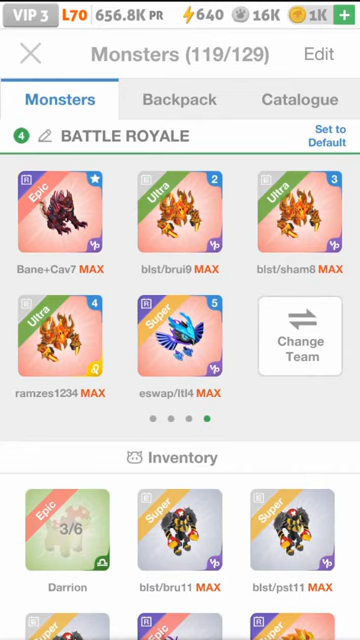 VIP 3 L70 656.8K PR 640 16K 1K +
Monsters (119/129) Edit
Monsters Backpack Catalogue
4 BATTLE ROYALE Set to Default
R Epic
E Ultra 2
E Ultra 3
Bane+Cav7 MAX
blst/brui9 MAX
blst/sham8 MAX
E Ultra 4
R Super 5
ramzes1234 MAX
eswap/ltl4 MAX
Change Team
Inventory
Epic 3/6
E Super
E Super
Darrion
blst/bru11 MAX
blst/pst11 MAX
E Super
R Epic
E Super